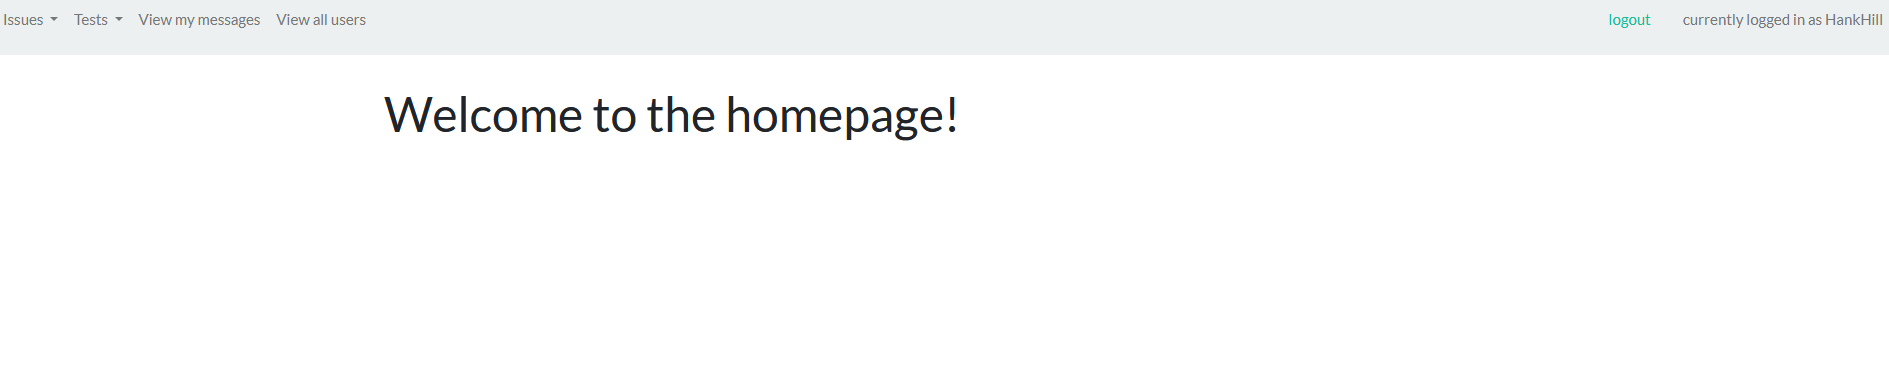 Issues Tests View my messages View all users logout currently logged in as HankHill
Welcome to the homepage!